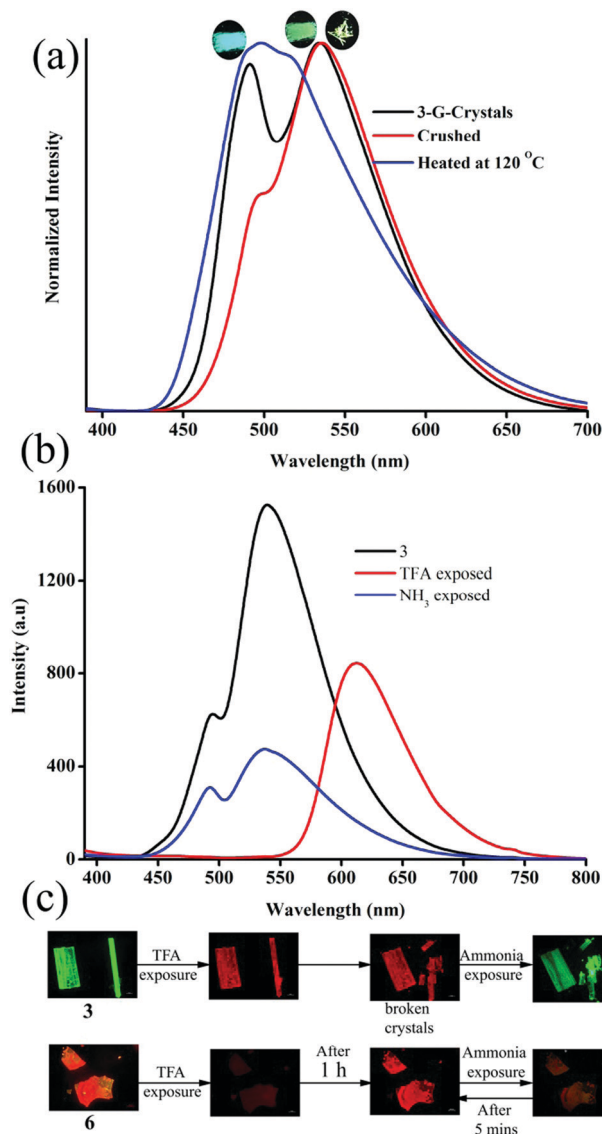 (a)
3-G-Crystals
Crushed
Heated at 120 °C
Normalized Intensity
400 450 500 550 600 650 700
Wavelength (nm)
(b)
1600
1200
800
400
0
3
TFA exposed
NH3 exposed
Intensity (a.u)
400 450 500 550 600 650 700 750 800
Wavelength (nm)
(c)
TFA
exposure
Ammonia
exposure
3
broken
crystals
TFA
exposure
After
1 h
Ammonia
exposure
After
5 mins
6